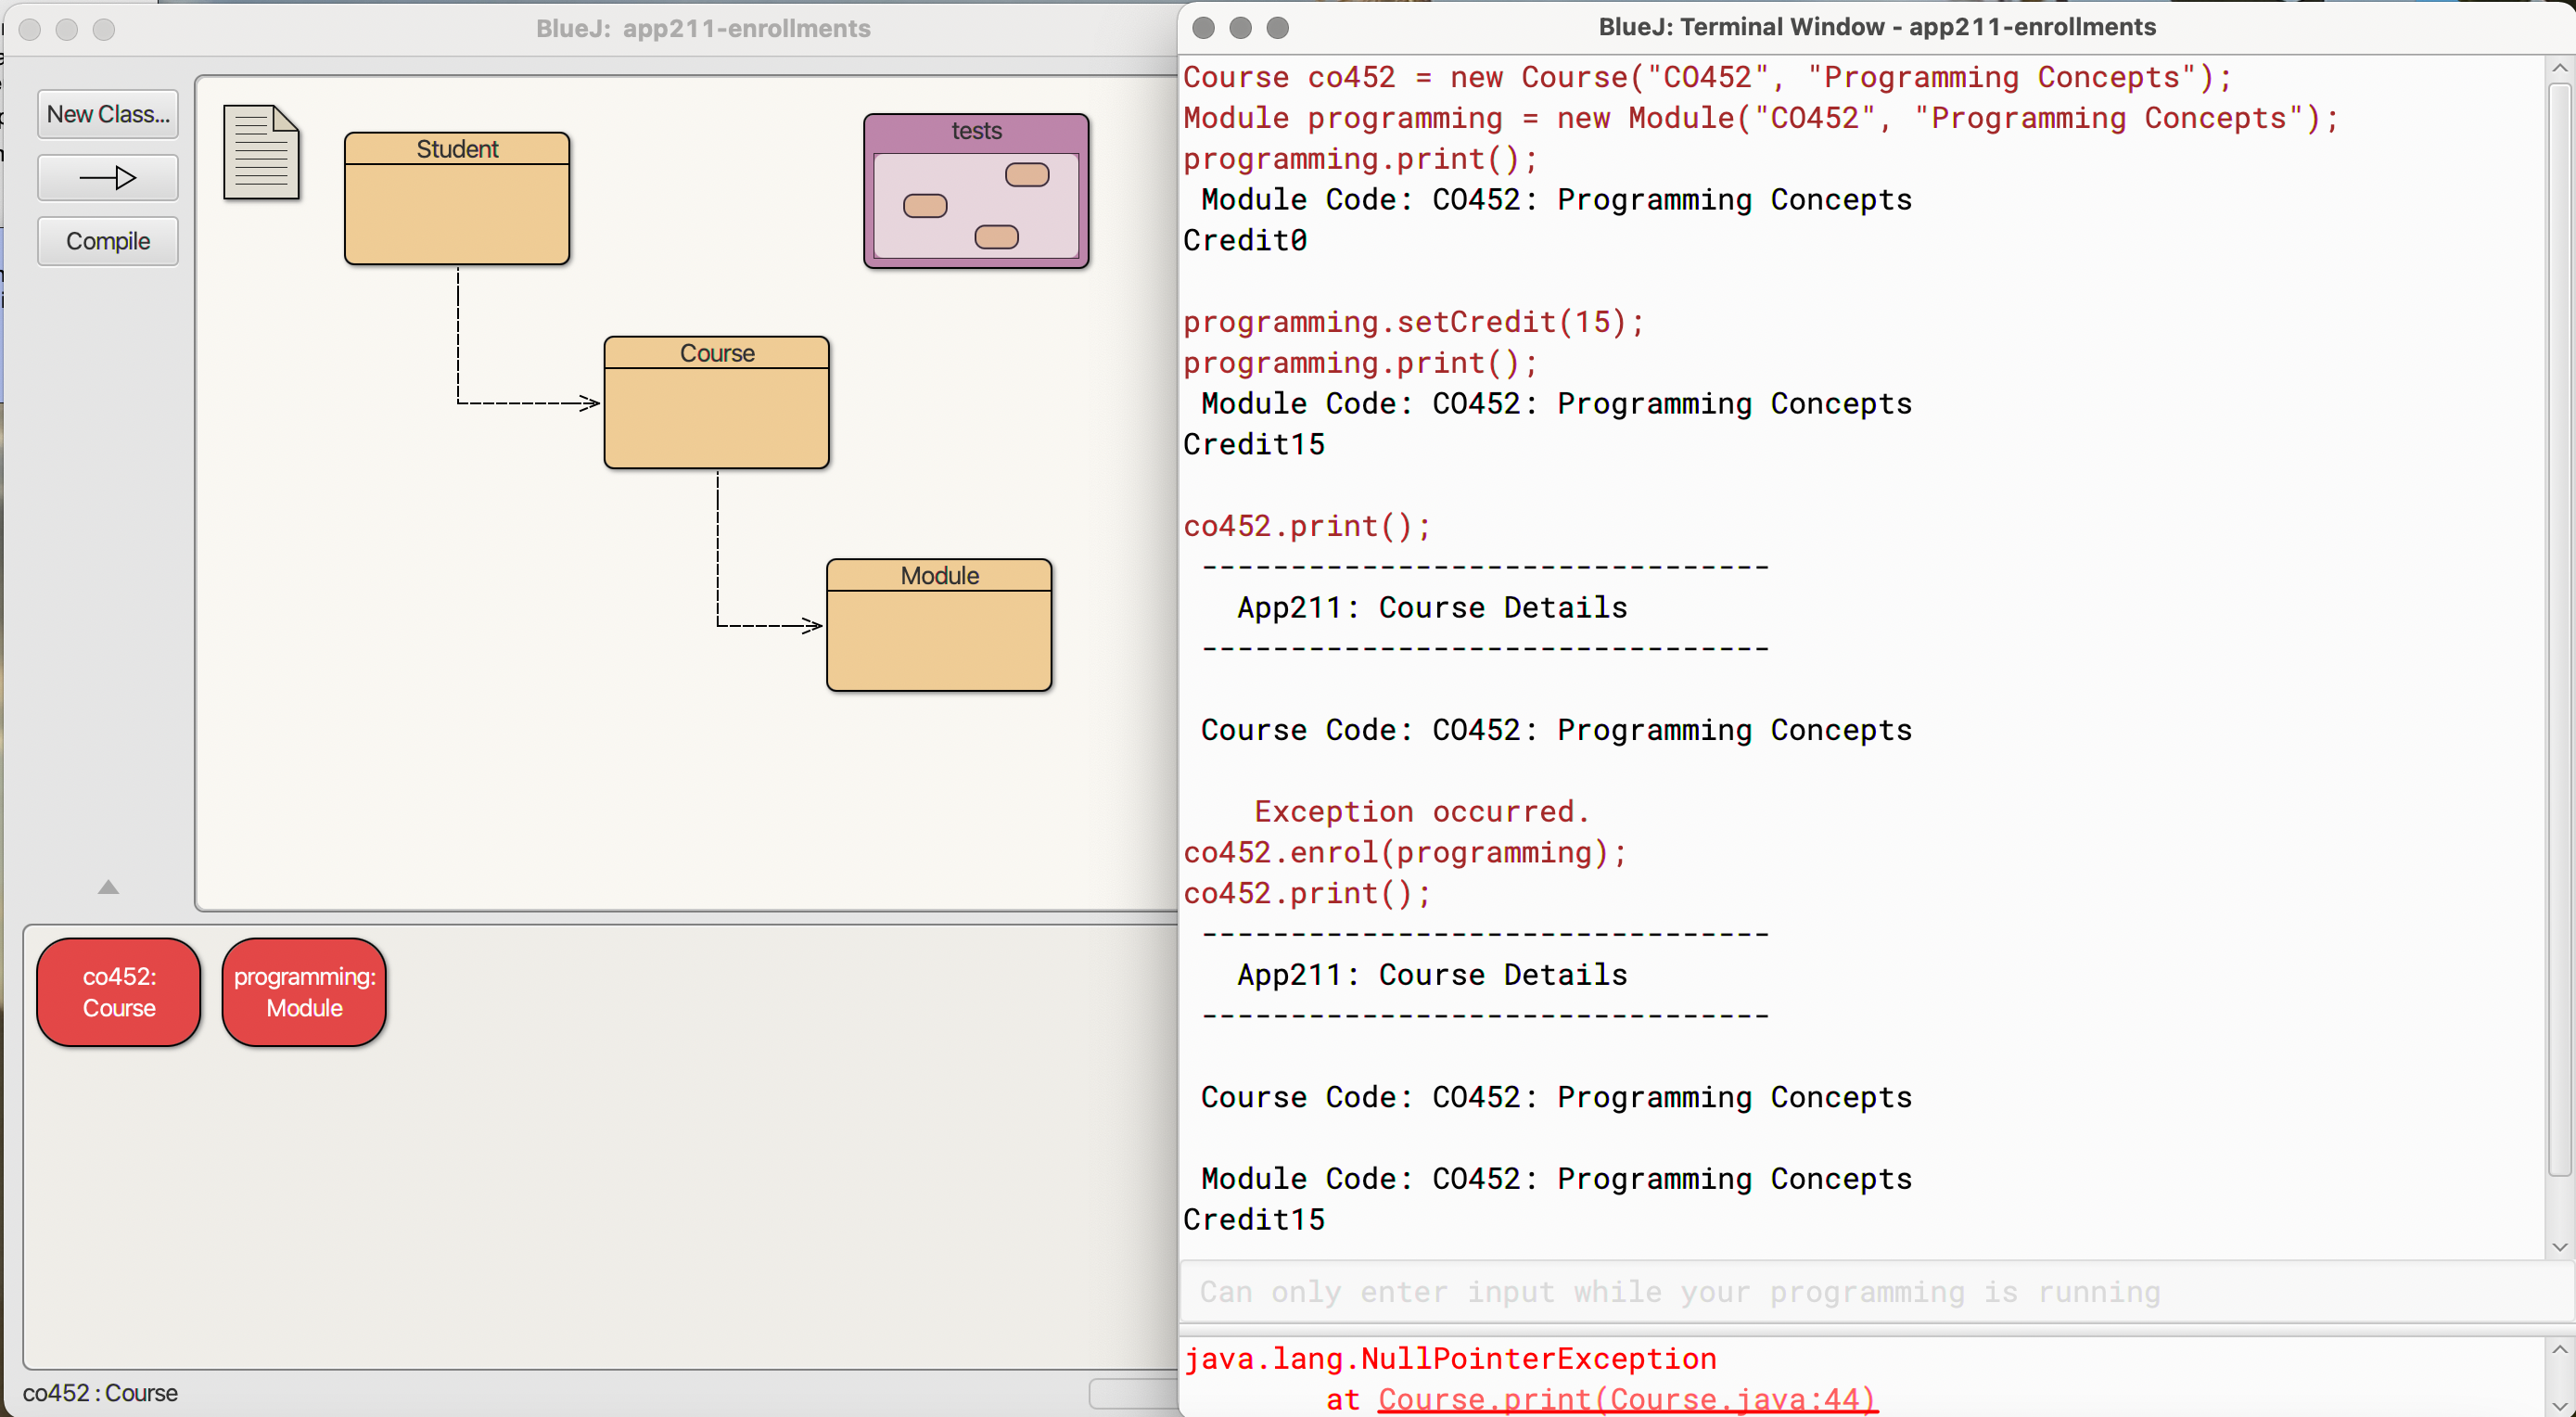 BlueJ: app211-enrollments
New Class...
Compile
Student
tests
Course
Module
co452:
Course
programming:
Module
co452 : Course
BlueJ: Terminal Window - app211-enrollments
Course co452 = new Course("CO452", "Programming Concepts");
Module programming = new Module("CO452", "Programming Concepts");
programming.print();
Module Code: CO452: Programming Concepts
Credit0
programming.setCredit(15);
programming.print();
Module Code: CO452: Programming Concepts
Credit15
co452.print();
--------------------------------
App211: Course Details
--------------------------------
Course Code: CO452: Programming Concepts
Exception occurred.
co452.enrol(programming);
co452.print();
--------------------------------
App211: Course Details
--------------------------------
Course Code: CO452: Programming Concepts
Module Code: CO452: Programming Concepts
Credit15
Can only enter input while your programming is running
java.lang.NullPointerException
at Course.print(Course.java:44)